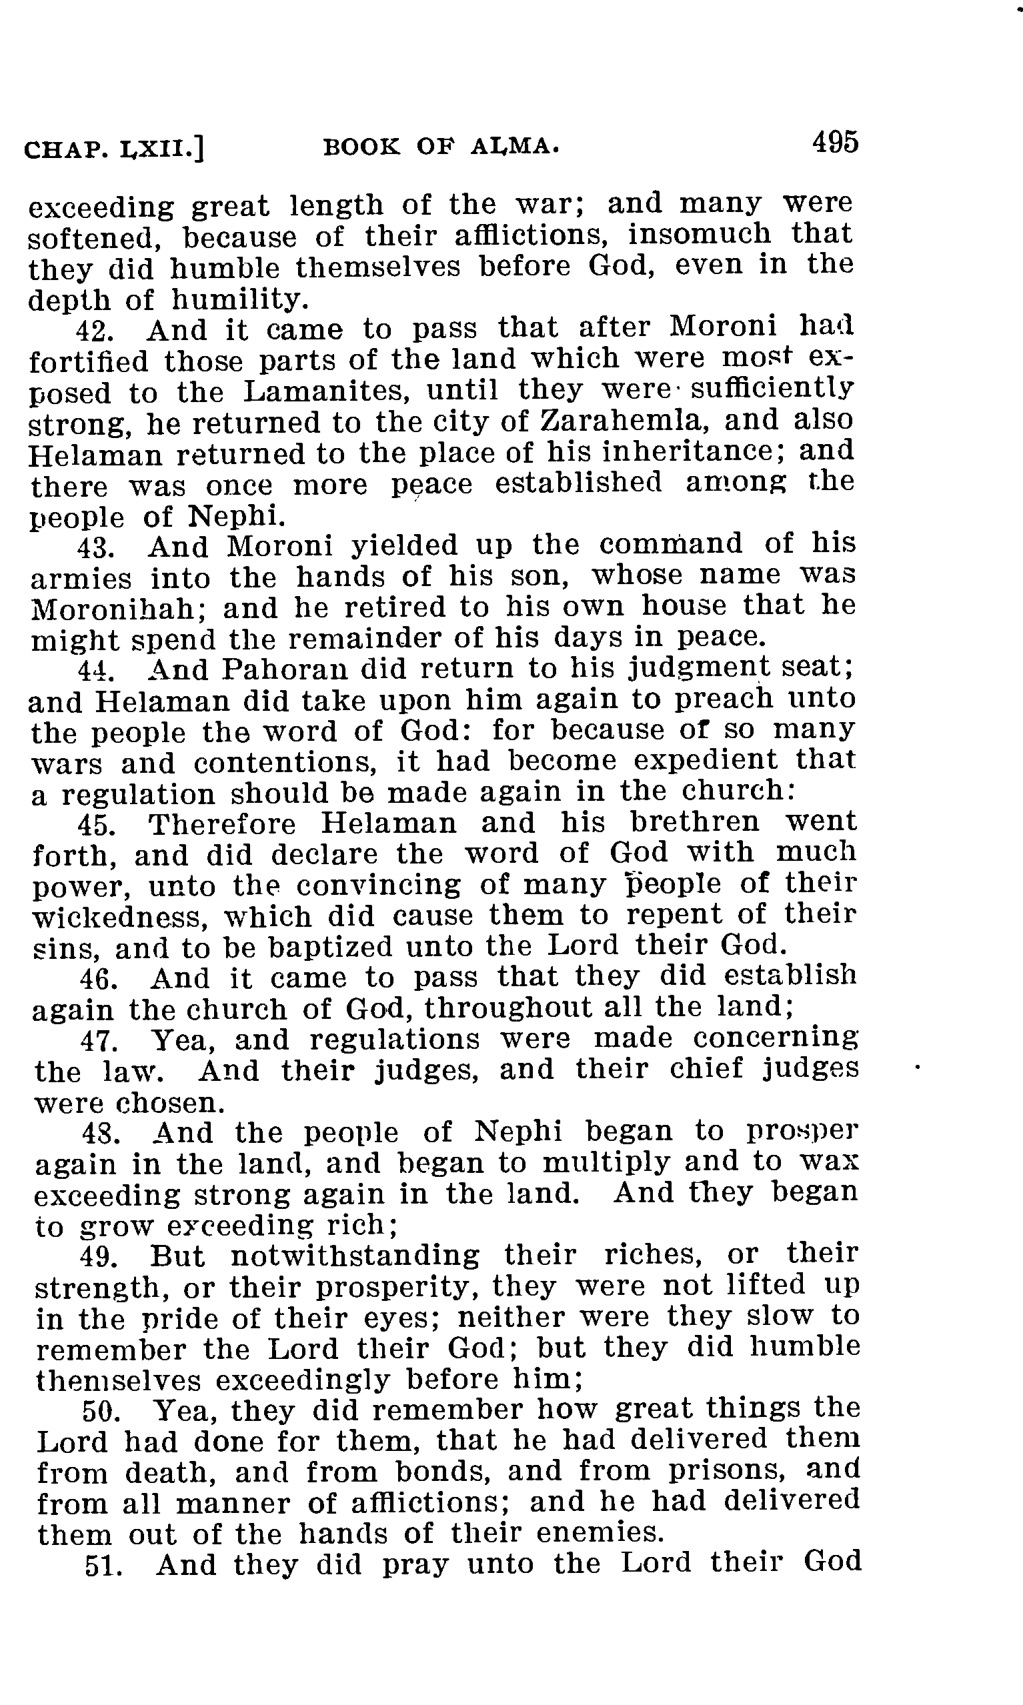 CHAP. LXII.] BOOK OF ALMA. 495
exceeding great length of the war; and many were
softened, because of their afflictions, insomuch that
they did humble themselves before God, even in the
depth of humility.
42. And it came to pass that after Moroni had
fortified those parts of the land which were most ex-
posed to the Lamanites, until they were sufficiently
strong, he returned to the city of Zarahemla, and also
Helaman returned to the place of his inheritance; and
there was once more peace established among the
people of Nephi.
43. And Moroni yielded up the command of his
armies into the hands of his son, whose name was
Moronihah; and he retired to his own house that he
might spend the remainder of his days in peace.
44. And Pahoran did return to his judgment seat;
and Helaman did take upon him again to preach unto
the people the word of God: for because of so many
wars and contentions, it had become expedient that
a regulation should be made again in the church:
45. Therefore Helaman and his brethren went
forth, and did declare the word of God with much
power, unto the convincing of many people of their
wickedness, which did cause them to repent of their
sins, and to be baptized unto the Lord their God.
46. And it came to pass that they did establish
again the church of God, throughout all the land;
47. Yea, and regulations were made concerning
the law. And their judges, and their chief judges
were chosen.
48. And the people of Nephi began to prosper
again in the land, and began to multiply and to wax
exceeding strong again in the land. And they began
to grow exceeding rich;
49. But notwithstanding their riches, or their
strength, or their prosperity, they were not lifted up
in the pride of their eyes; neither were they slow to
remember the Lord their God; but they did humble
themselves exceedingly before him;
50. Yea, they did remember how great things the
Lord had done for them, that he had delivered them
from death, and from bonds, and from prisons, and
from all manner of afflictions; and he had delivered
them out of the hands of their enemies.
51. And they did pray unto the Lord their God